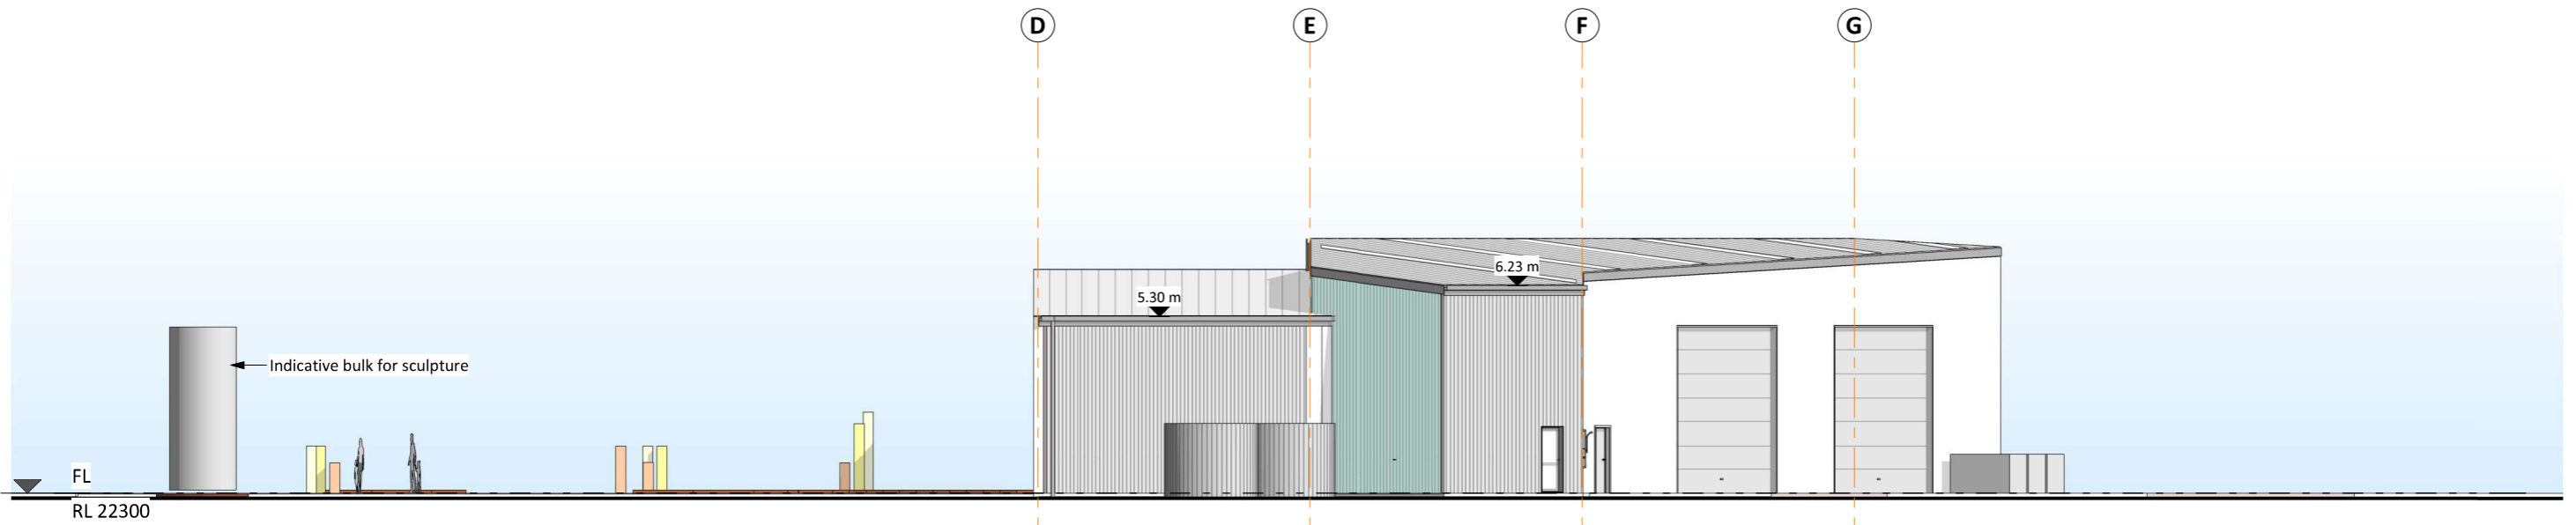 D E F G
6.23 m
5.30 m
Indicative bulk for sculpture
FL
RL 22300